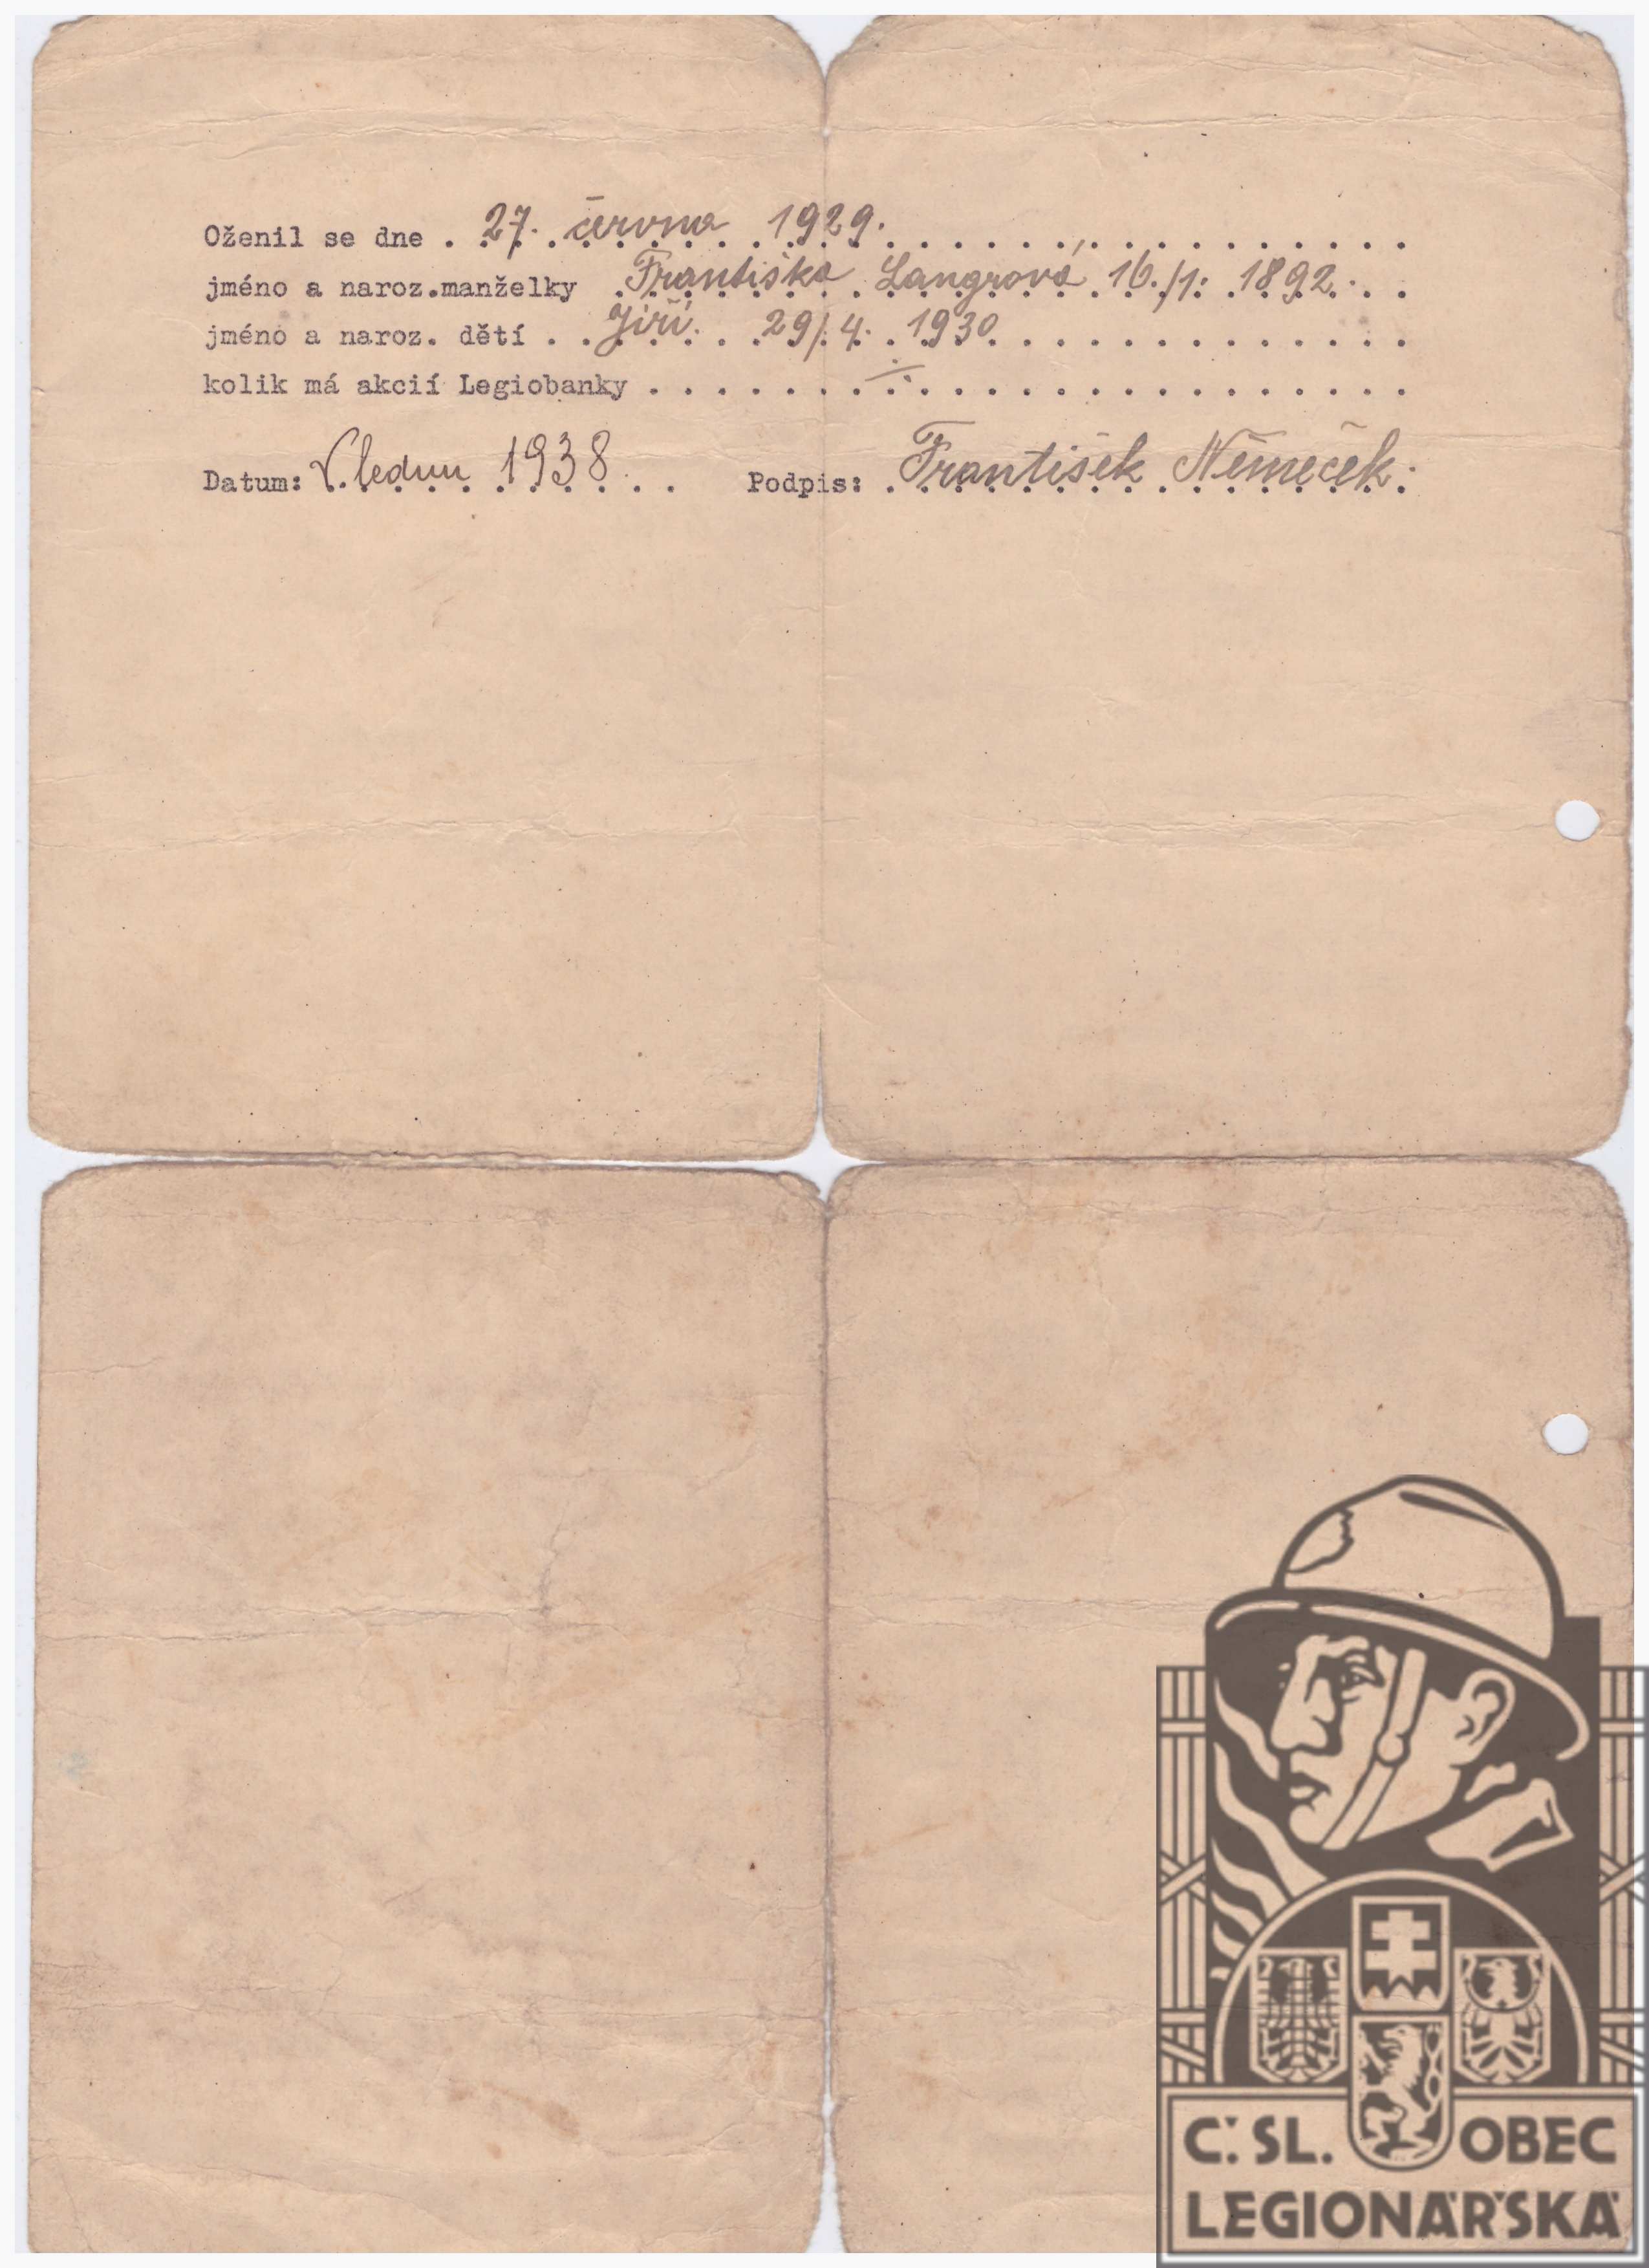 Oženil se dne . 27. června 1929. . . . . . . . . . . . . .
jméno a naroz.manželky Františka Langrová 16./1. 1892. . .
jméno a naroz. dětí . . Jiří. . 29/4. 1930. . . . . . . . . . . . .
kolik má akcií Legiobanky . . . . . . . ÷ . . . . . . . . . . . . . . .
Datum: V lednu 1938. . . Podpis: . František Němeček.
Č. SL. OBEC
LEGIONÁŘSKÁ